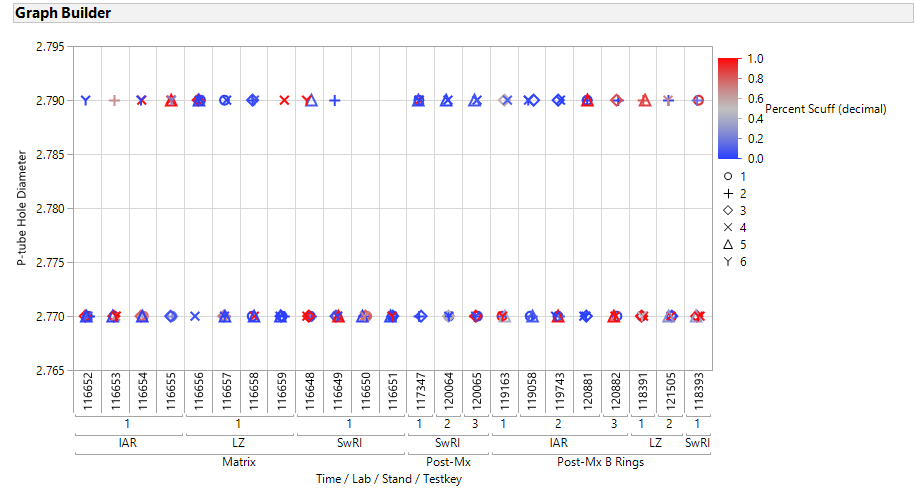 Graph Builder
2.795
2.790
2.785
2.780
2.775
2.770
2.765
P-tube Hole Diameter
116652 116653 116654 116655 116656 116657 116658 116659 116648 116649 116650 116651 117347 120064 120065 119163 119058 119743 120881 120882 118391 121505 118393
1 1 1 1 2 3 1 2 3 1 2 1
IAR LZ SwRI SwRI IAR LZ SwRI
Matrix Post-Mx Post-Mx B Rings
Time / Lab / Stand / Testkey
1.0
0.8
0.6
0.4
0.2
0.0
Percent Scuff (decimal)
1
2
3
4
5
6